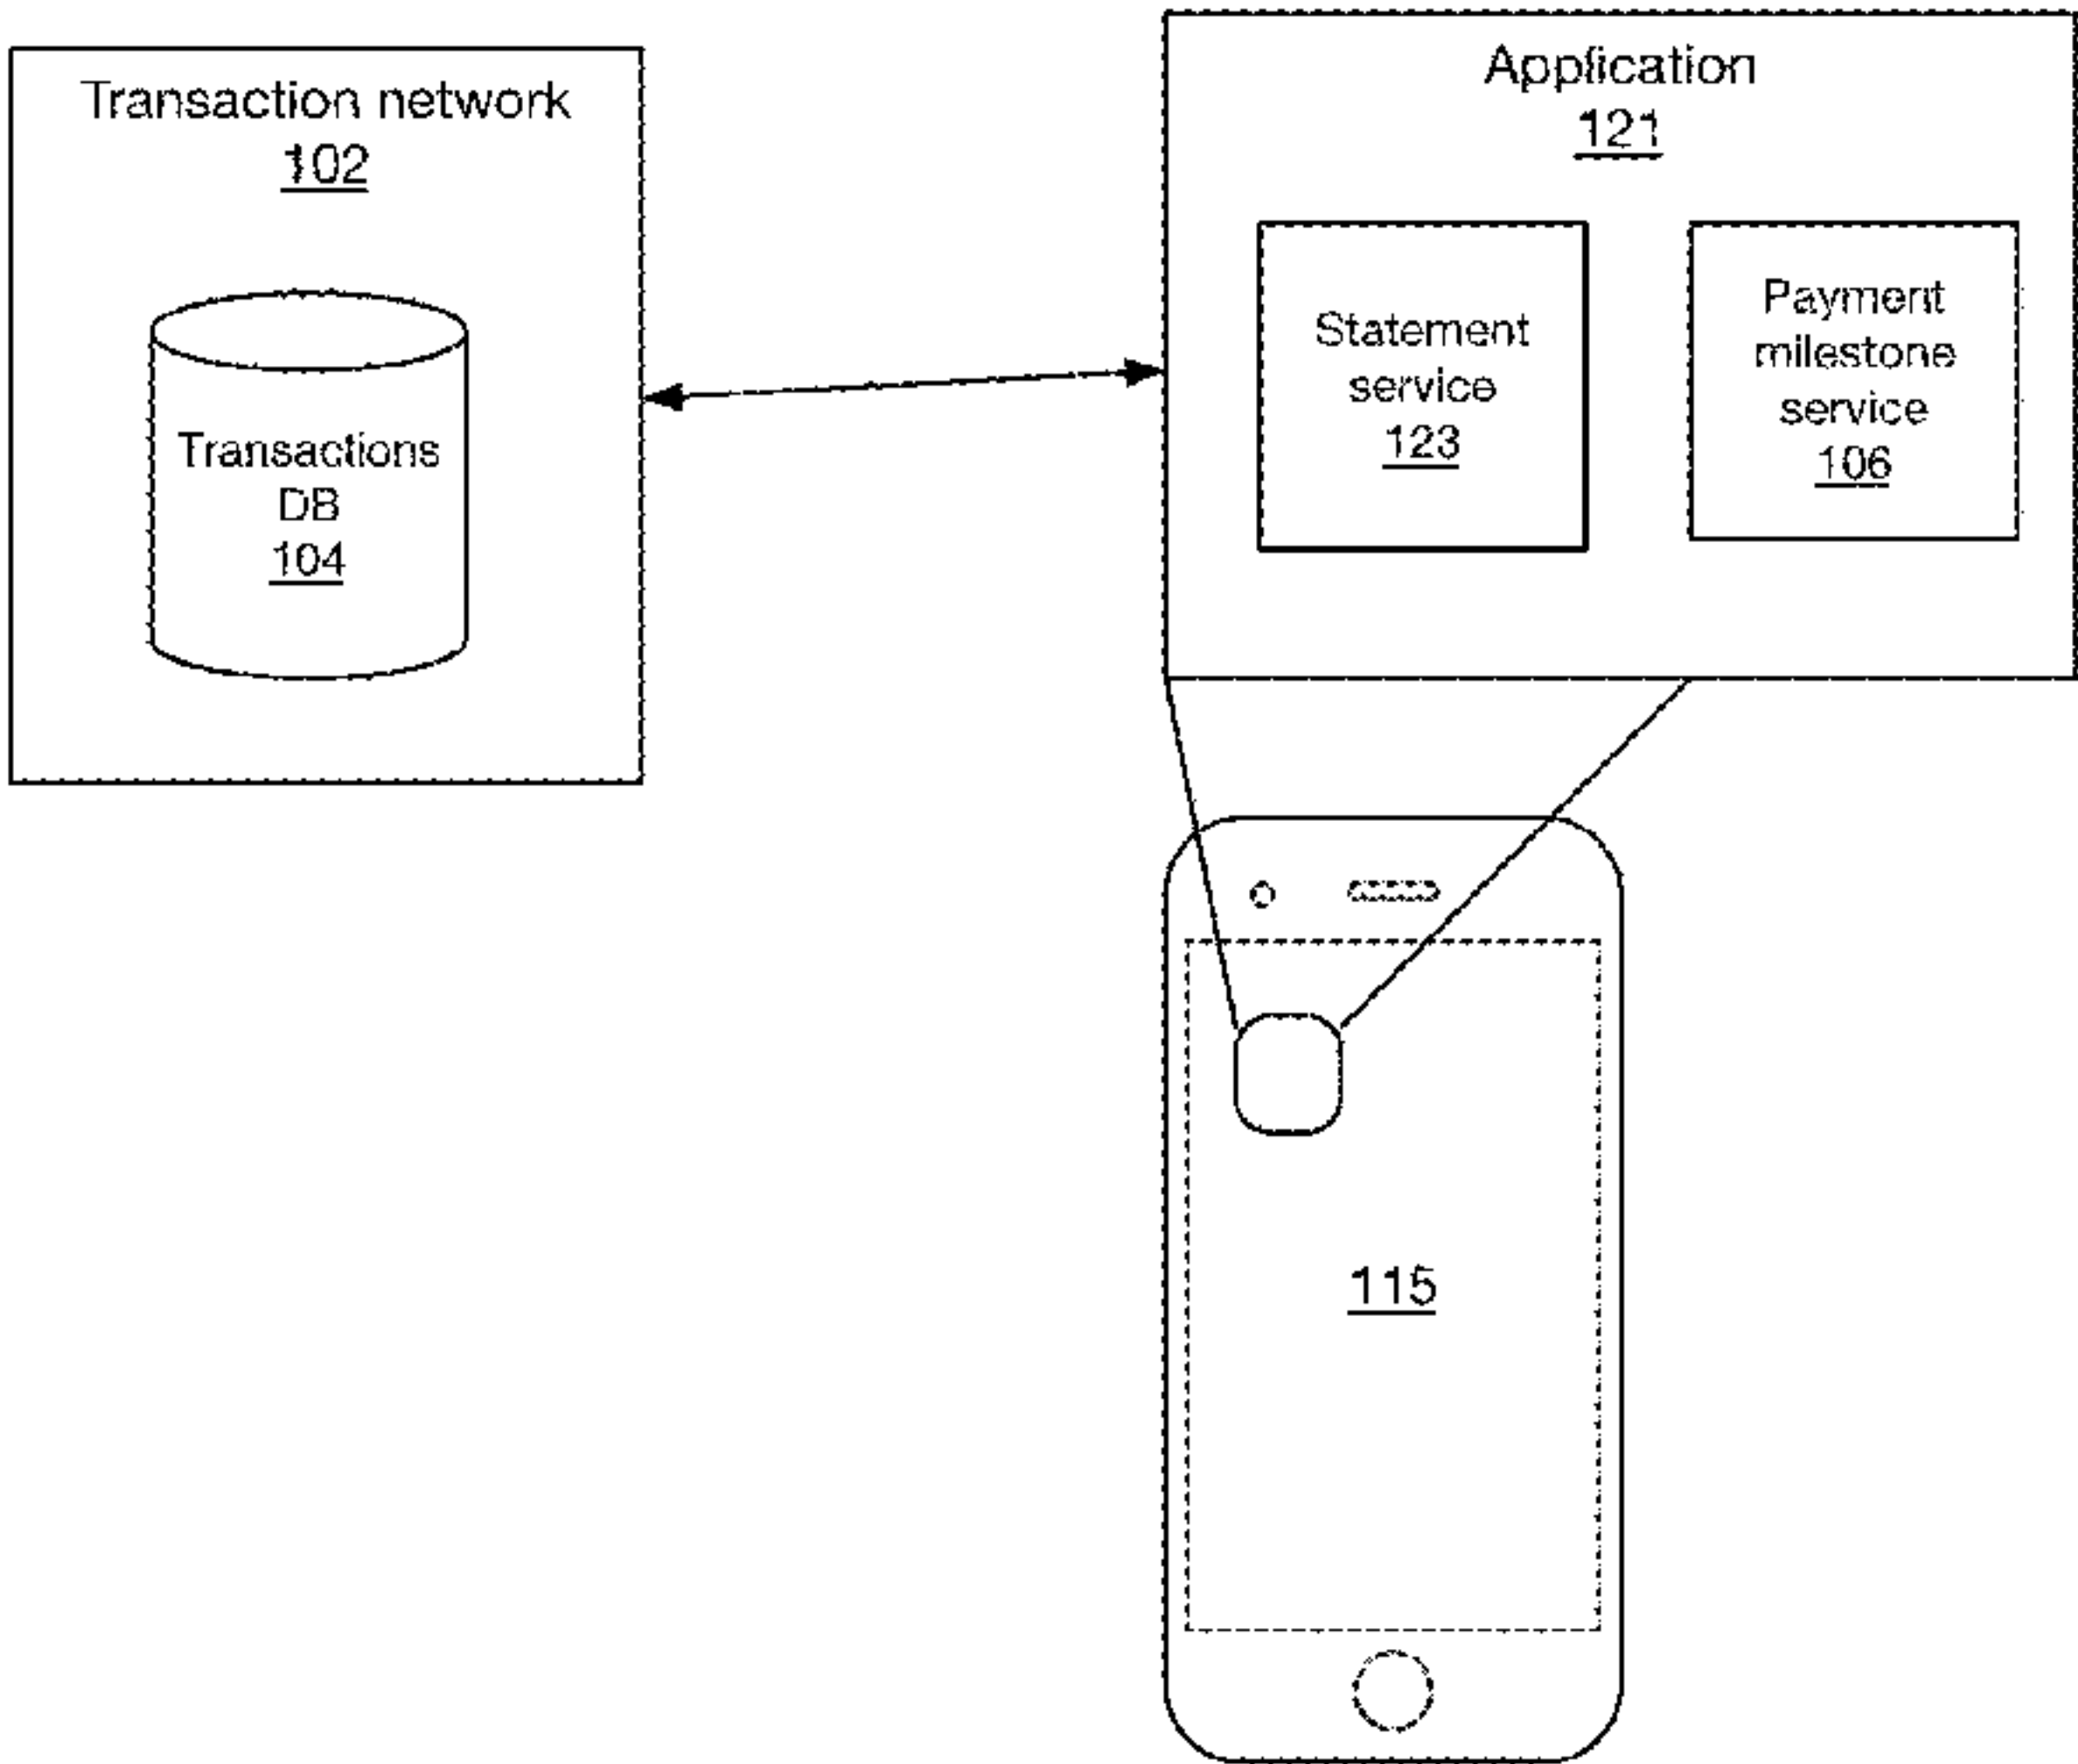 Transaction network
102
Transactions
DB
104
Application
121
Statement
service
123
Payment
milestone
service
106
115